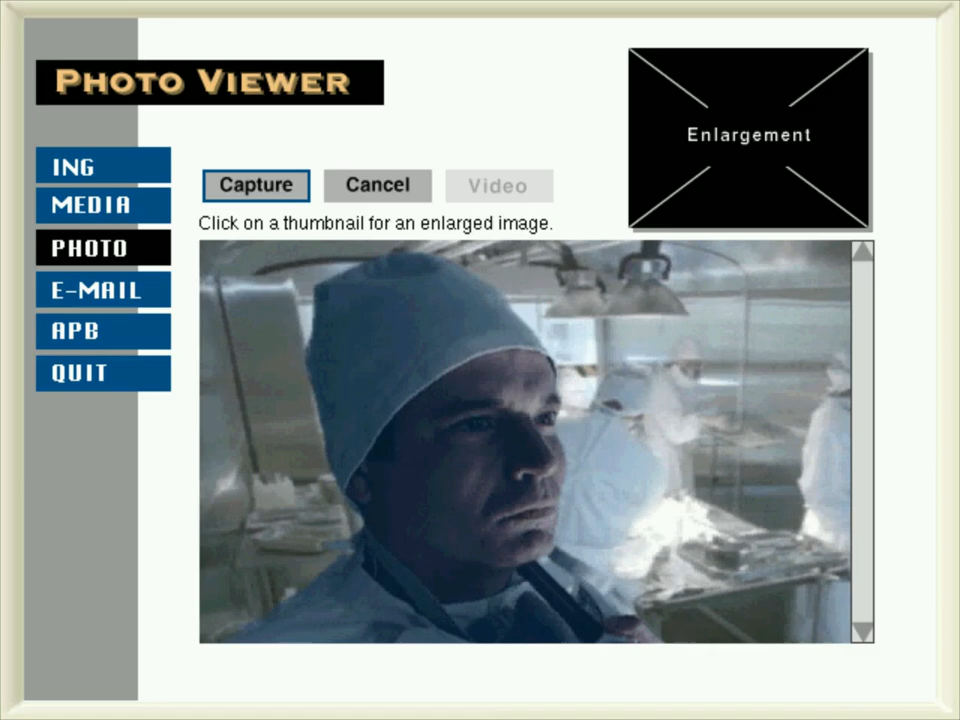 PHOTO VIEWER
Enlargement
ING
MEDIA
PHOTO
E-MAIL
APB
QUIT
Capture
Cancel
Video
Click on a thumbnail for an enlarged image.